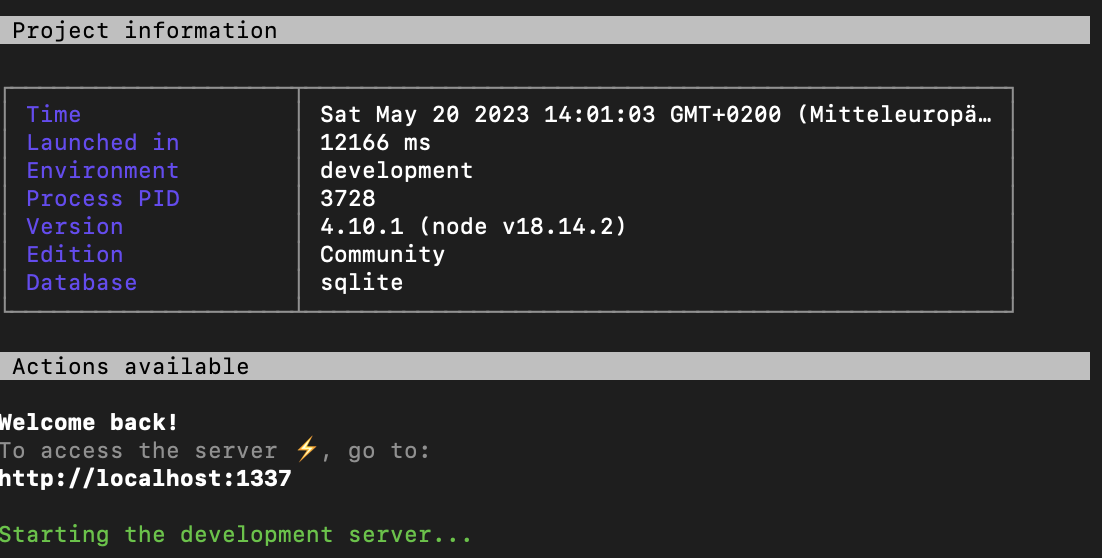 Project information
Time Sat May 20 2023 14:01:03 GMT+0200 (Mitteleuropä…
Launched in 12166 ms
Environment development
Process PID 3728
Version 4.10.1 (node v18.14.2)
Edition Community
Database sqlite
Actions available
Welcome back!
To access the server ⚡, go to:
http://localhost:1337
Starting the development server...